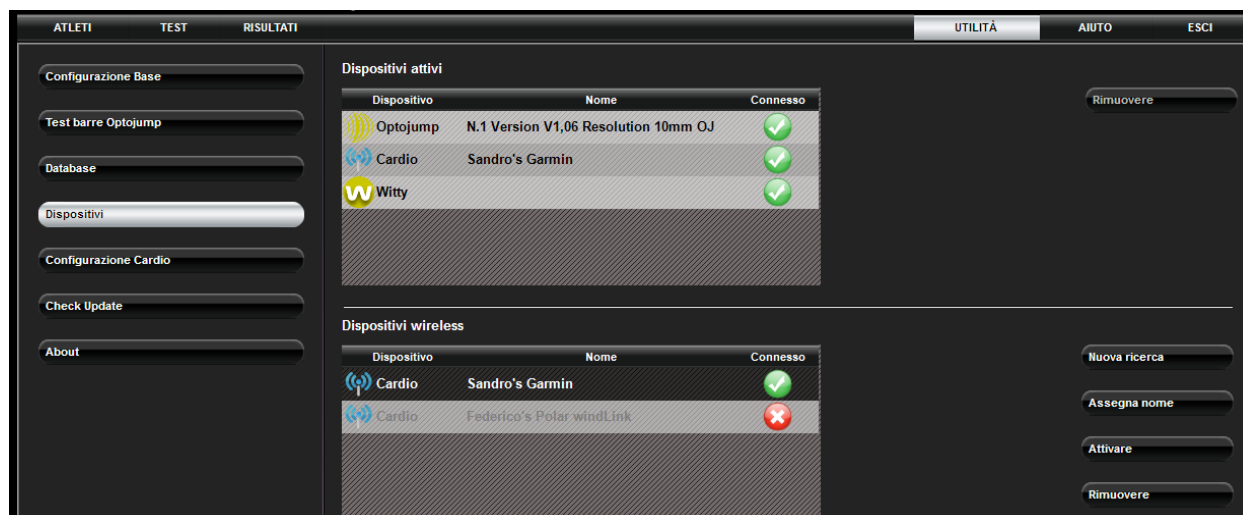 ATLETI TEST RISULTATI UTILITÀ AIUTO ESCI
Configurazione Base
Test barre Optojump
Database
Dispositivi
Configurazione Cardio
Check Update
About
Dispositivi attivi
Dispositivo Nome Connesso
Optojump N.1 Version V1,06 Resolution 10mm OJ
Cardio Sandro's Garmin
W Witty
Rimuovere
Dispositivi wireless
Dispositivo Nome Connesso
Cardio Sandro's Garmin
Cardio Federico's Polar windLink
Nuova ricerca
Assegna nome
Attivare
Rimuovere